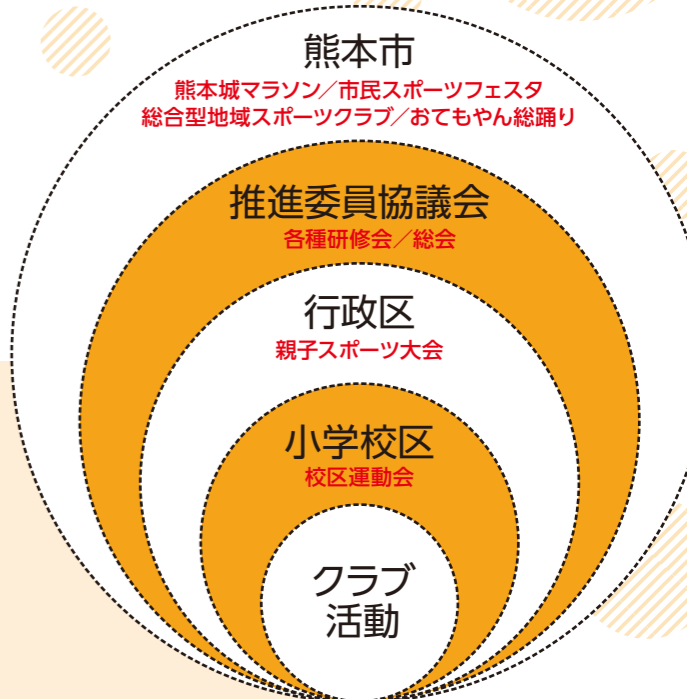 熊本市
熊本城マラソン／市民スポーツフェスタ
総合型地域スポーツクラブ／おてもやん総踊り
推進委員協議会
各種研修会／総会
行政区
親子スポーツ大会
小学校区
校区運動会
クラブ
活動